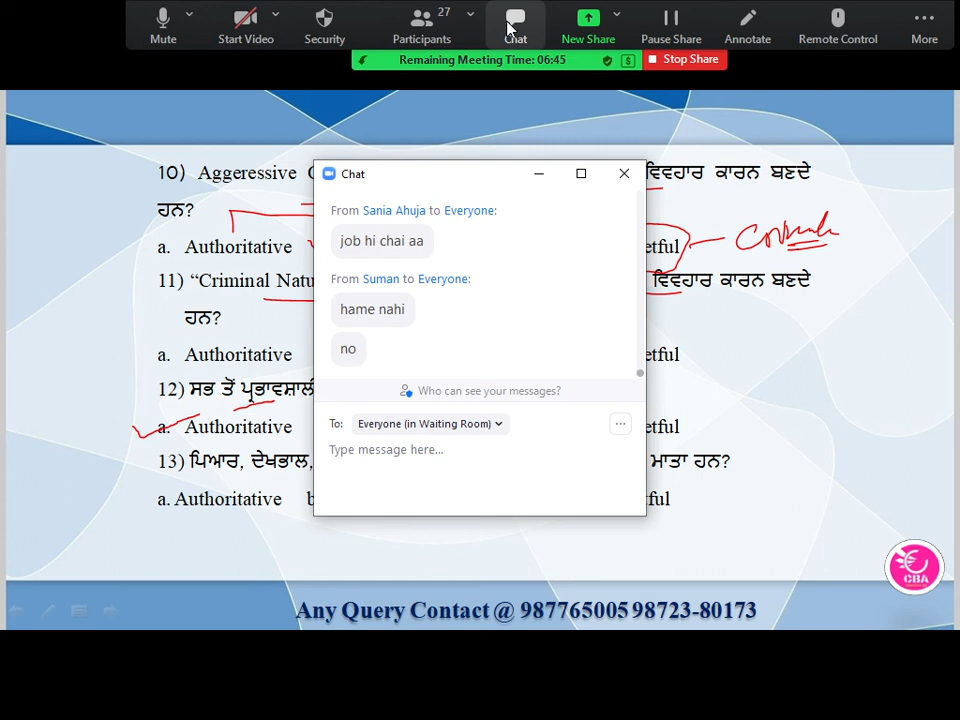 Mute
Start Video
Security
Participants
27
Chat
New Share
Pause Share
Annotate
Remote Control
More
Remaining Meeting Time: 06:45
Stop Share
10) Aggeressive
ਵਿਵਹਾਰ ਕਾਰਨ ਬਣਦੇ
ਹਨ?
a. Authoritative
etful
11) “Criminal Natu
ਵਿਵਹਾਰ ਕਾਰਨ ਬਣਦੇ
ਹਨ?
a. Authoritative
etful
12) ਸਭ ਤੋਂ ਪ੍ਰਭਾਵਸ਼ਾਲੀ
a. Authoritative
etful
13) ਪਿਆਰ, ਦੇਖਭਾਲ,
ਮਾਤਾ ਹਨ?
a. Authoritative b
ful
Chat
From Sania Ahuja to Everyone:
job hi chai aa
From Suman to Everyone:
hame nahi
no
Who can see your messages?
To: Everyone (in Waiting Room)
Type message here...
CBA
Any Query Contact @ 9877650059 8723-80173